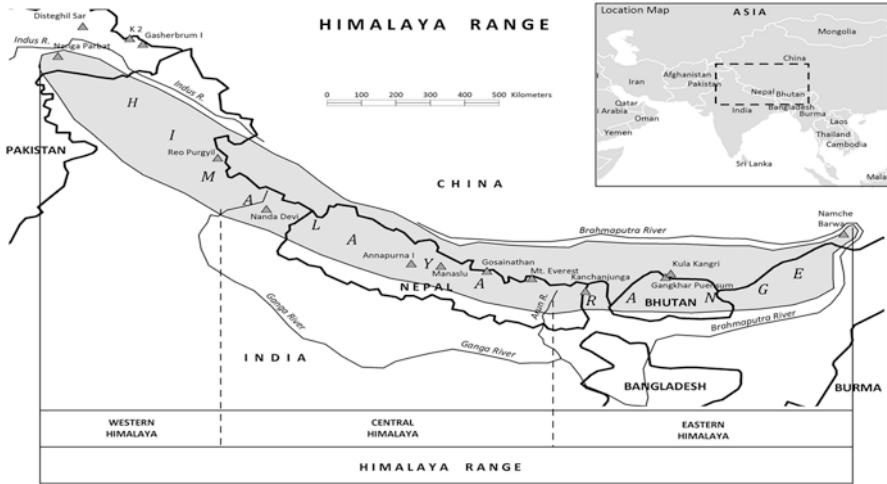 HIMALAYA RANGE
Disteghil Sar
K 2
Gasherbrum I
Indus R.
Nanga Parbat
Indus R.
0 50 100 200 300 400 500 Kilometers
Location Map
ASIA
Mongolia
China
Afghanistan
Iran
Pakistan
Nepal
Bhutan
Qatar
i Arabia
Oman
India
Bangladesh
Burma
Laos
Yemen
Thailand
Cambodia
Sri Lanka
Mala
PAKISTAN
Reo Purgyil
CHINA
Nanda Devi
HIMALAYA RANGE
Namche
Barwa
Brahmaputra River
Annapurna I
Manaslu
Gosainathan
Mt. Everest
Kanchanjunga
Kula Kangri
Gangkhar Puensum
NEPAL
BHUTAN
Arun R.
Ganga River
Brahmaputra River
Ganga River
INDIA
BANGLADESH
BURMA
WESTERN
HIMALAYA
CENTRAL
HIMALAYA
EASTERN
HIMALAYA
HIMALAYA RANGE